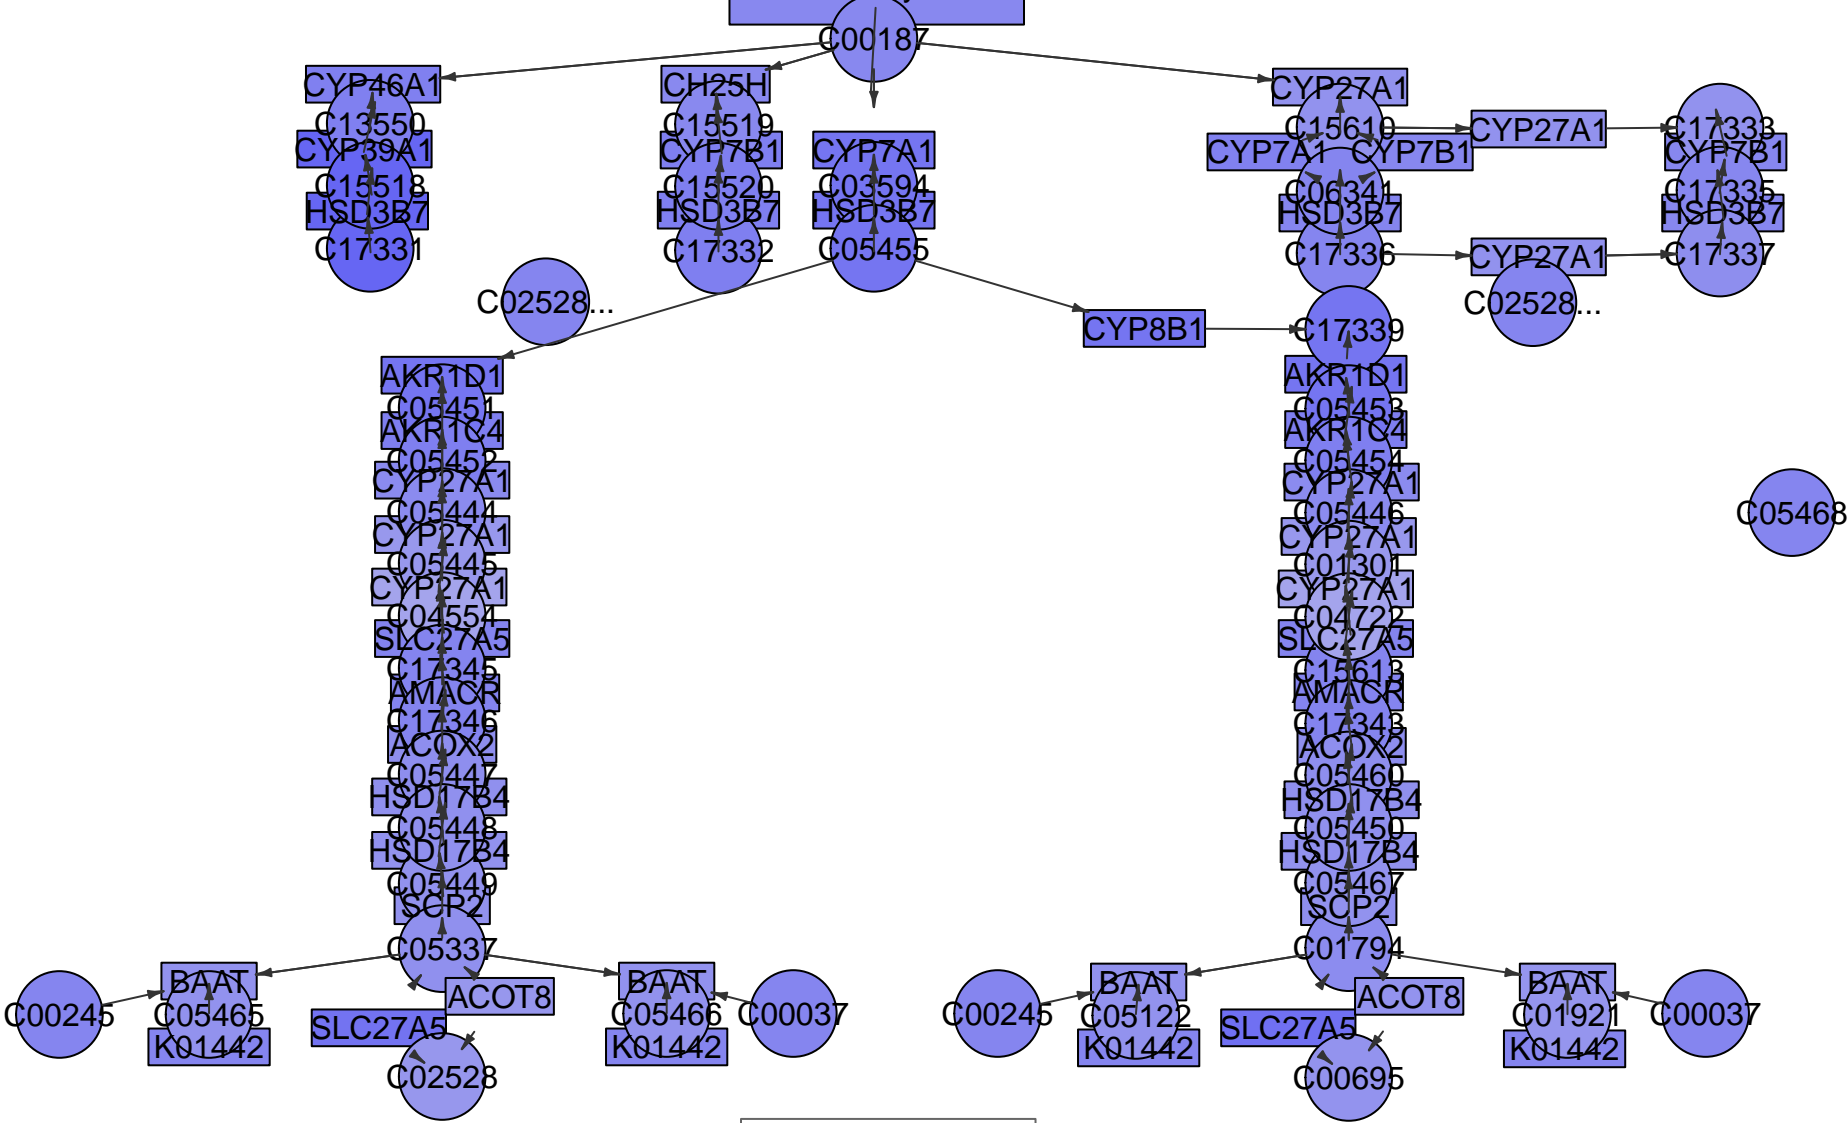 C00187
CYP46A1
CH25H
CYP27A1
C13550
C15519
C15610
CYP27A1
C17333
CYP39A1
CYP7B1
CYP7A1
CYP7A1
CYP7B1
CYP7B1
C15518
C15520
C03594
C06341
C17335
HSD3B7
HSD3B7
HSD3B7
HSD3B7
HSD3B7
C17331
C17332
C05455
C17336
CYP27A1
C17337
C02528...
C02528...
CYP8B1
C17339
AKR1D1
AKR1D1
C05451
C05453
AKR1C4
AKR1C4
C05452
C05454
CYP27A1
CYP27A1
C05444
C05446
C05468
CYP27A1
CYP27A1
C05445
C01301
CYP27A1
CYP27A1
C04554
C04722
SLC27A5
SLC27A5
C17345
C15613
AMACR
AMACR
C17346
C17343
ACOX2
ACOX2
C05447
C05460
HSD17B4
HSD17B4
C05448
C05450
HSD17B4
HSD17B4
C05449
C05467
SCP2
SCP2
C05337
C01794
BAAT
BAAT
BAAT
BAAT
ACOT8
ACOT8
C00245
C05465
C05466
C00037
C00245
C05122
C01921
C00037
SLC27A5
SLC27A5
K01442
K01442
K01442
K01442
C02528
C00695